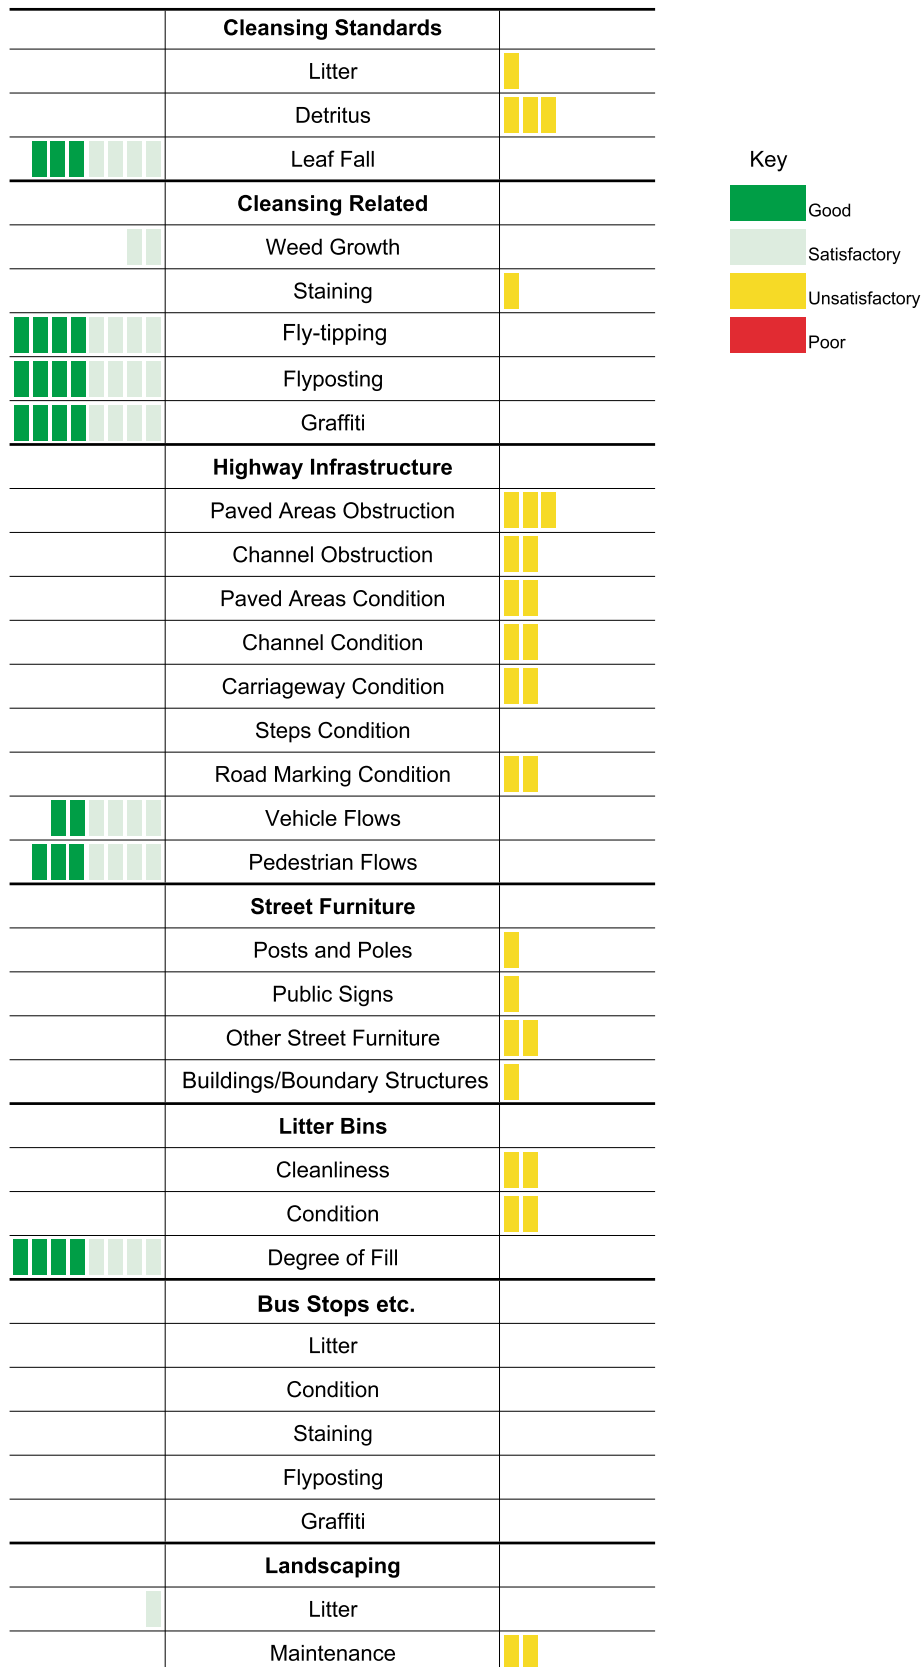 Cleansing Standards
Litter
Detritus
Leaf Fall
Cleansing Related
Weed Growth
Staining
Fly-tipping
Flyposting
Graffiti
Highway Infrastructure
Paved Areas Obstruction
Channel Obstruction
Paved Areas Condition
Channel Condition
Carriageway Condition
Steps Condition
Road Marking Condition
Vehicle Flows
Pedestrian Flows
Street Furniture
Posts and Poles
Public Signs
Other Street Furniture
Buildings/Boundary Structures
Litter Bins
Cleanliness
Condition
Degree of Fill
Bus Stops etc.
Litter
Condition
Staining
Flyposting
Graffiti
Landscaping
Litter
Maintenance
Key
Good
Satisfactory
Unsatisfactory
Poor